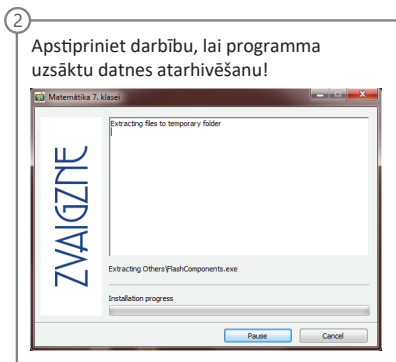 2
Apstipriniet darbību, lai programma
uzsāktu datnes atarhivēšanu!
Matemātika 7. klasei
Extracting files to temporary folder
ZVAIGZNE
Extracting Others\FlashComponents.exe
Installation progress
Pause
Cancel